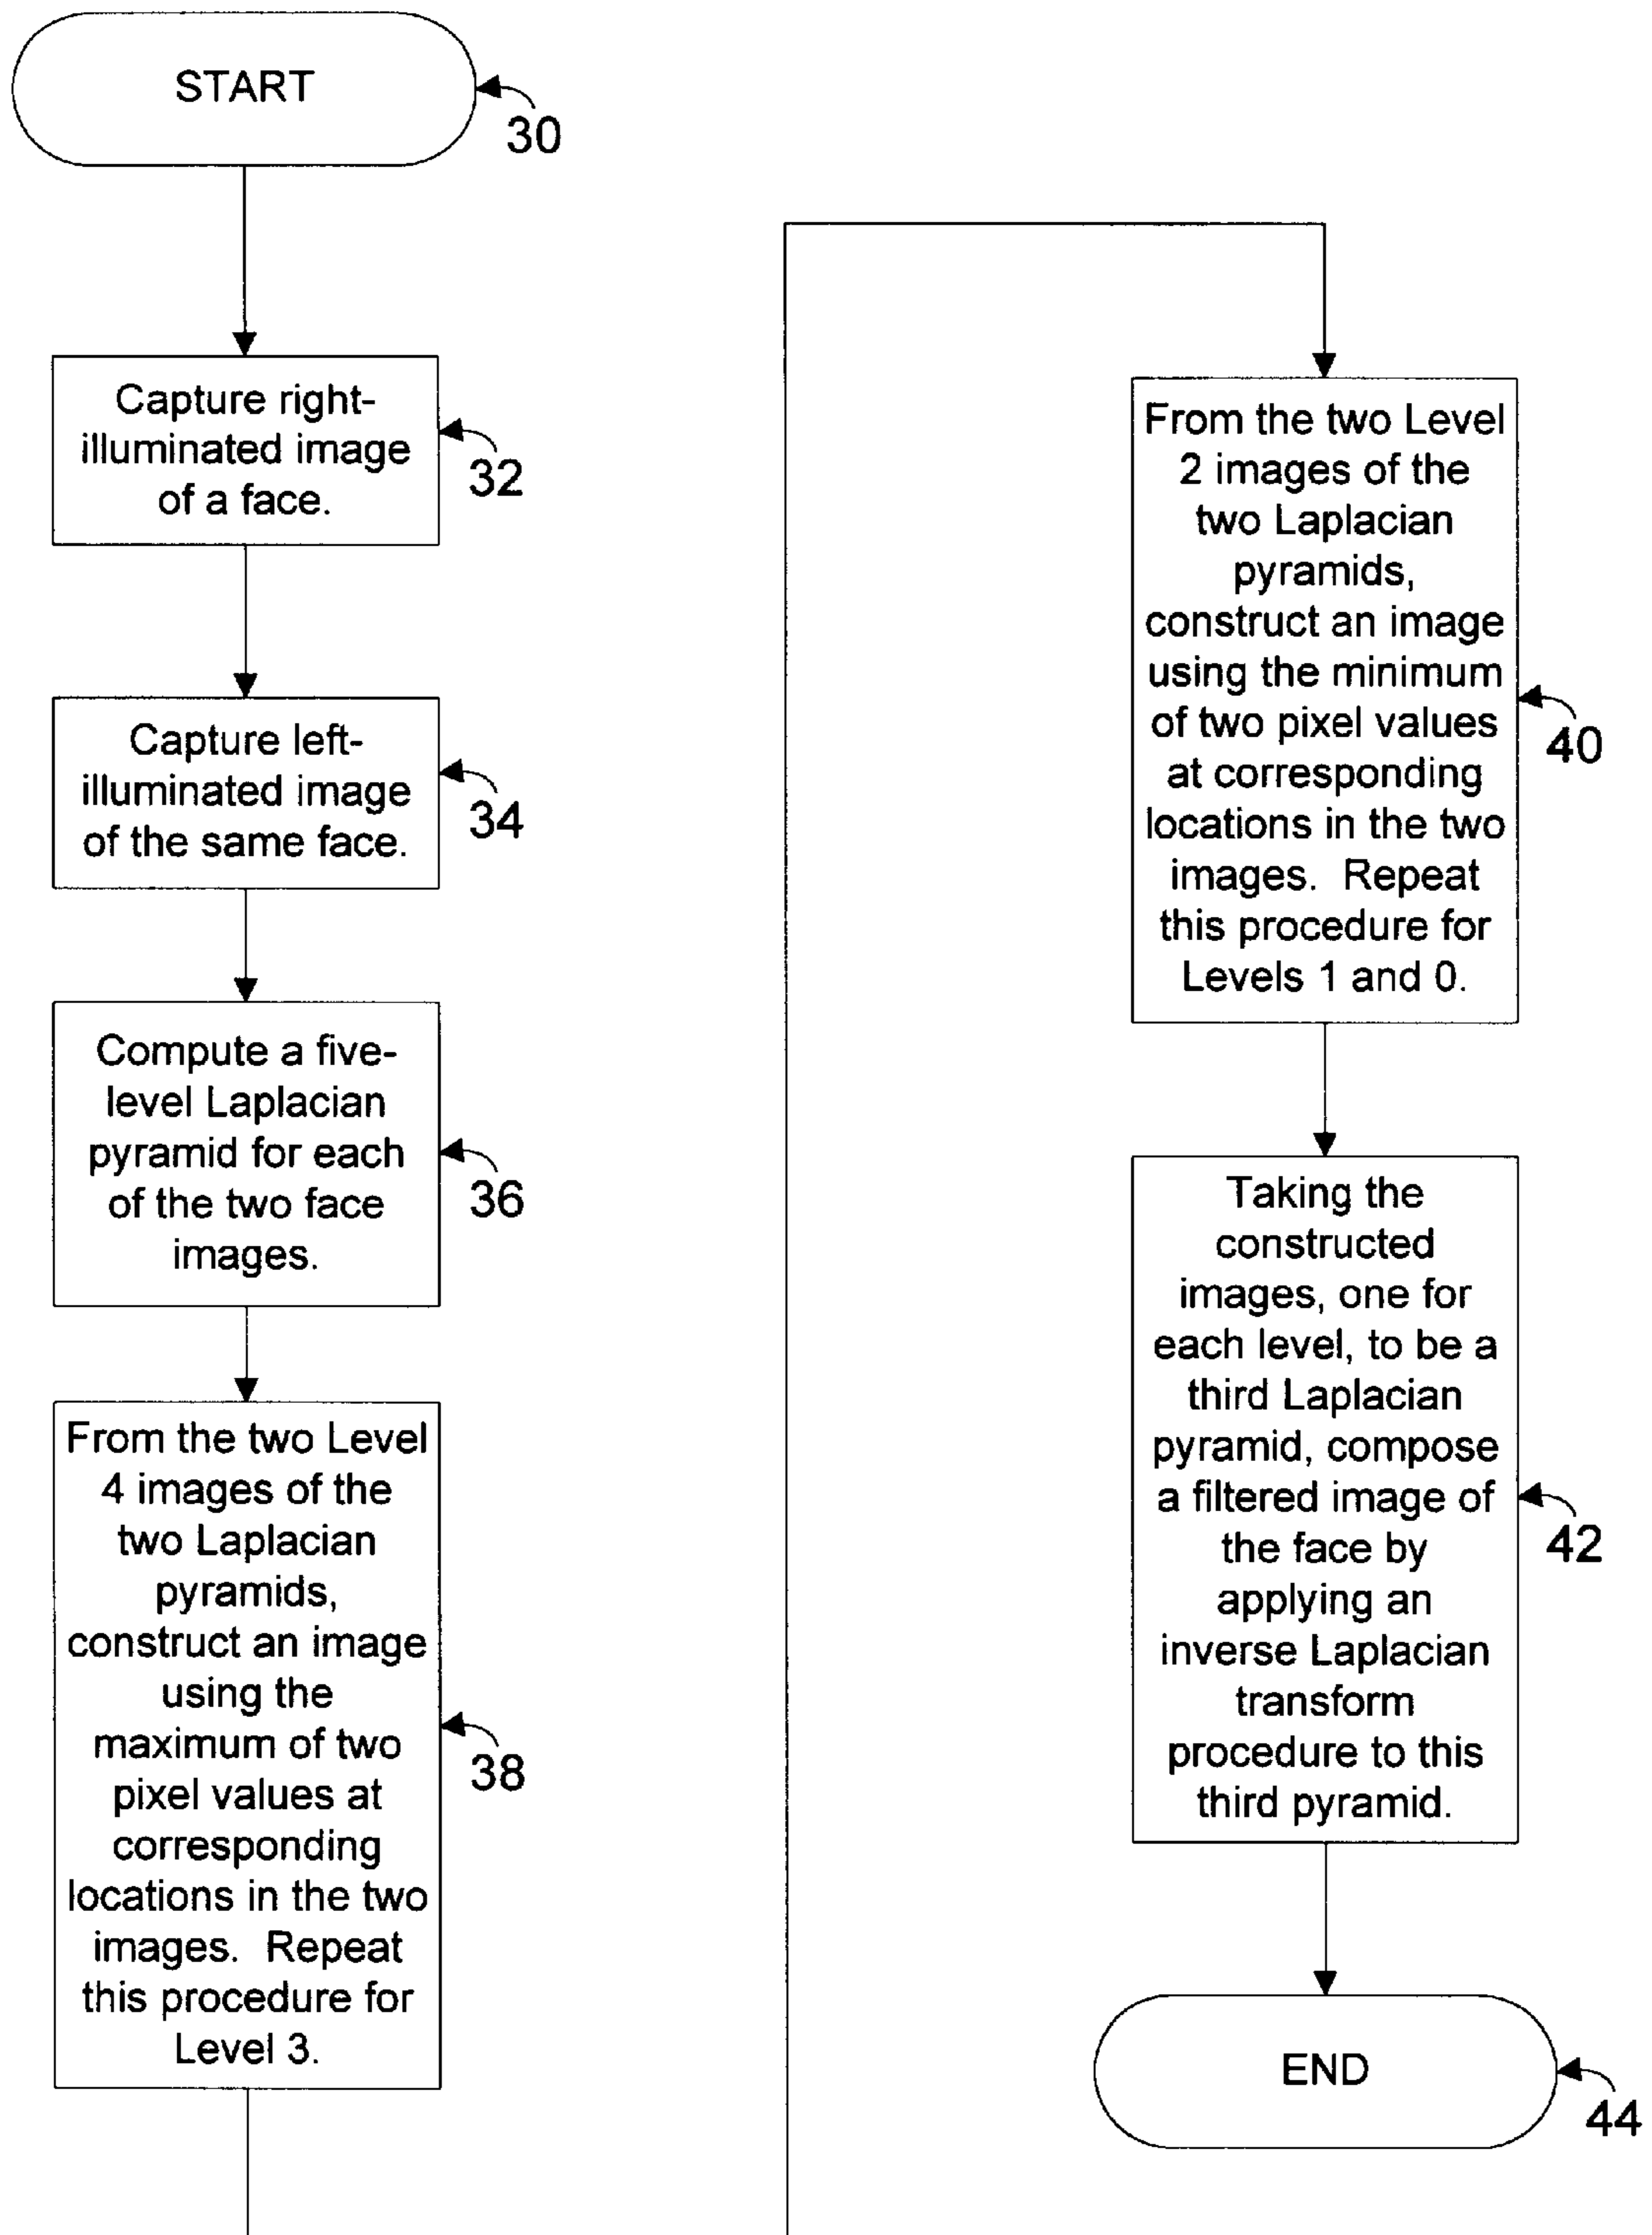 START
30
Capture right-
illuminated image
of a face.
32
Capture left-
illuminated image
of the same face.
34
Compute a five-
level Laplacian
pyramid for each
of the two face
images.
36
From the two Level
4 images of the
two Laplacian
pyramids,
construct an image
using the
maximum of two
pixel values at
corresponding
locations in the two
images. Repeat
this procedure for
Level 3.
38
From the two Level
2 images of the
two Laplacian
pyramids,
construct an image
using the minimum
of two pixel values
at corresponding
locations in the two
images. Repeat
this procedure for
Levels 1 and 0.
40
Taking the
constructed
images, one for
each level, to be a
third Laplacian
pyramid, compose
a filtered image of
the face by
applying an
inverse Laplacian
transform
procedure to this
third pyramid.
42
END
44